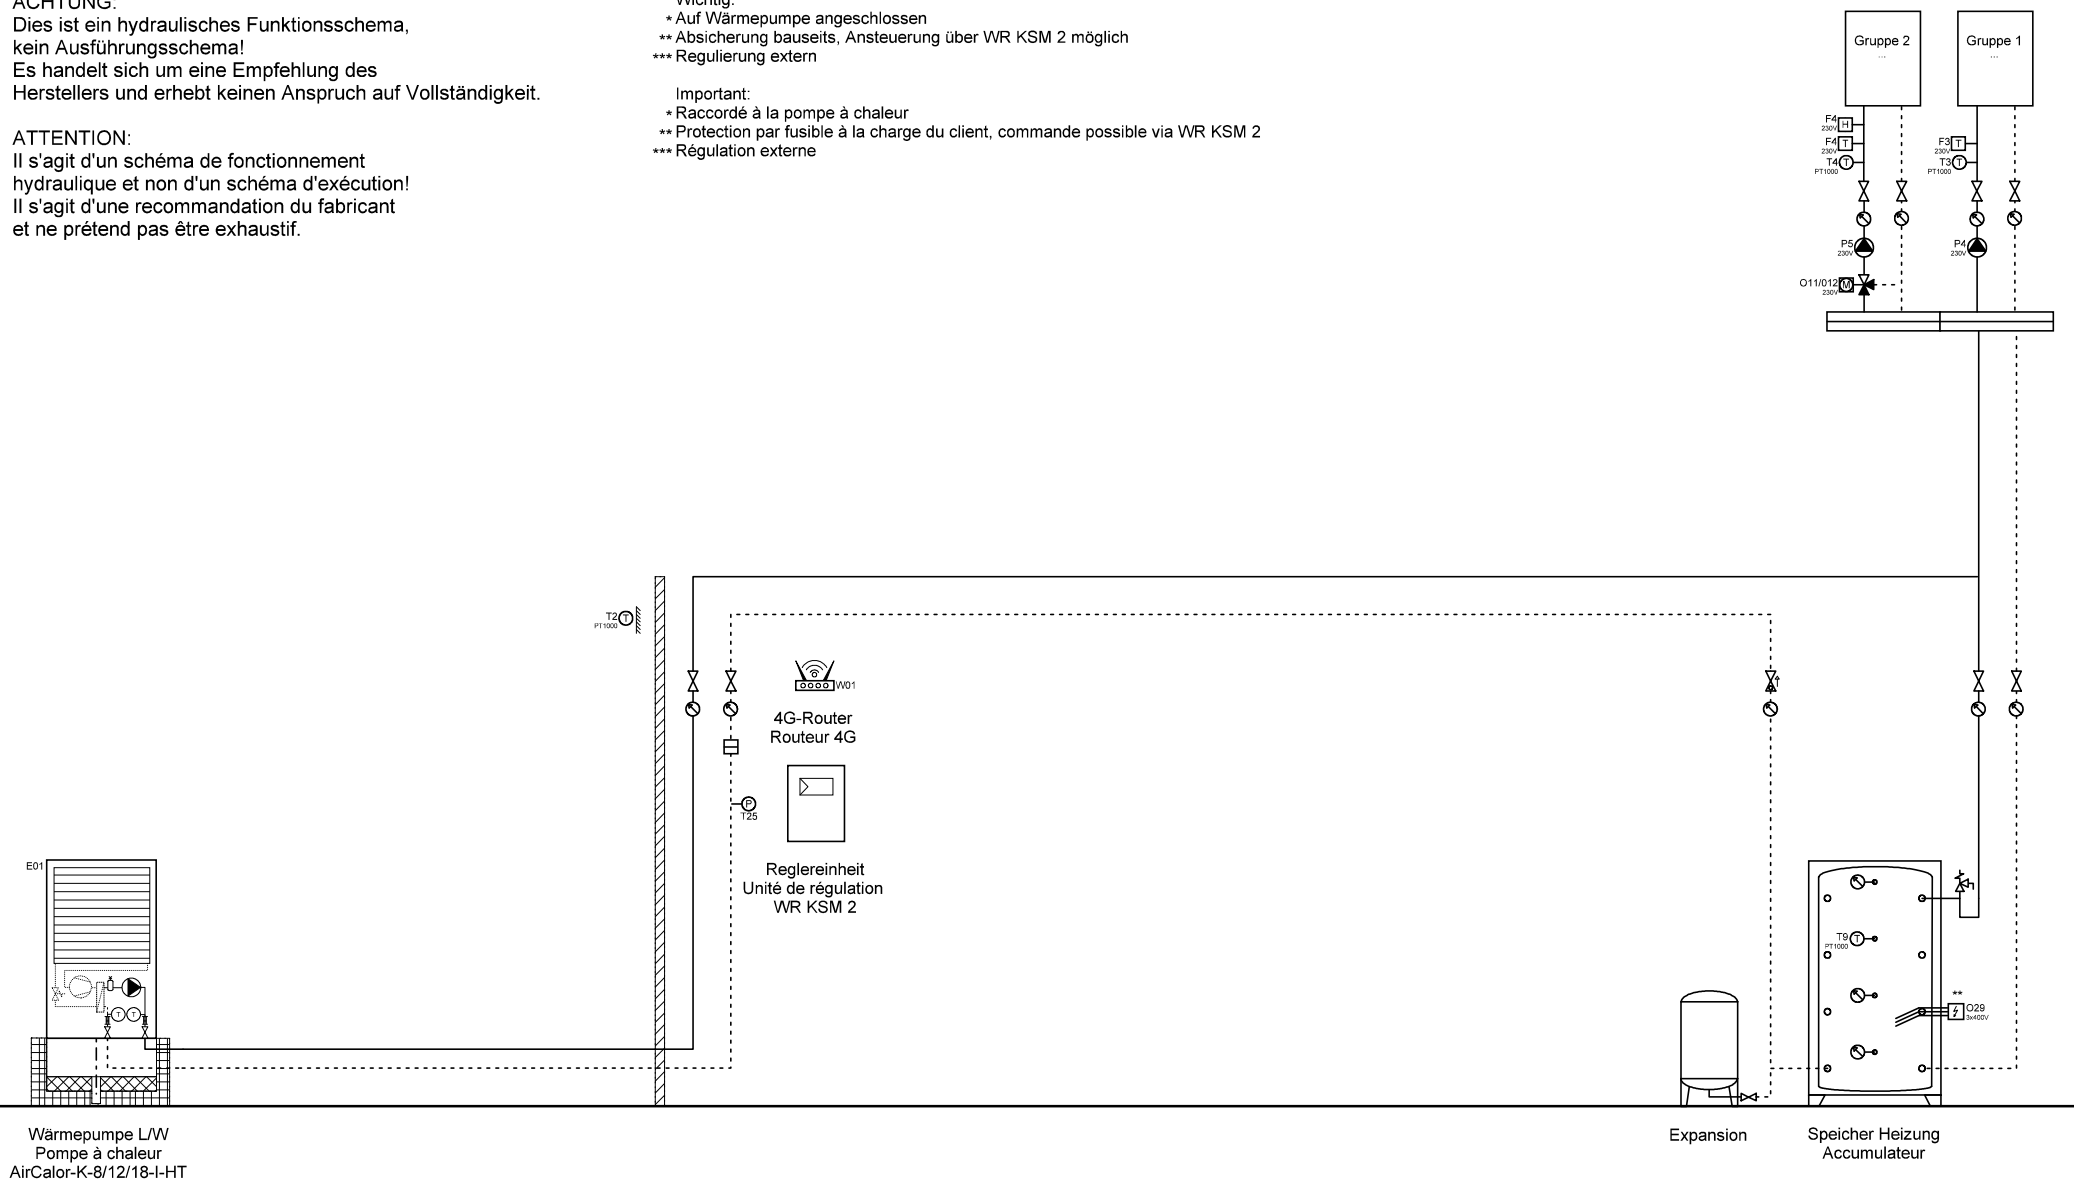 ACHTUNG:
Dies ist ein hydraulisches Funktionsschema,
kein Ausführungsschema!
Es handelt sich um eine Empfehlung des
Herstellers und erhebt keinen Anspruch auf Vollständigkeit.
ATTENTION:
Il s'agit d'un schéma de fonctionnement
hydraulique et non d'un schéma d'exécution!
Il s'agit d'une recommandation du fabricant
et ne prétend pas être exhaustif.
Wichtig:
* Auf Wärmepumpe angeschlossen
** Absicherung bauseits, Ansteuerung über WR KSM 2 möglich
*** Regulierung extern
Important:
* Raccordé à la pompe à chaleur
** Protection par fusible à la charge du client, commande possible via WR KSM 2
*** Régulation externe
Gruppe 2
...
Gruppe 1
...
F4 H
230V
F4 T
230V
T4 T
PT1000
F3 T
230V
T3 T
PT1000
P5
230V
P4
230V
O11/012 M
230V
T2 T
PT1000
W01
4G-Router
Routeur 4G
P
T25
Reglereinheit
Unité de régulation
WR KSM 2
E01
T T
T9 T
PT1000
**
O29
3x400V
Wärmepumpe L/W
Pompe à chaleur
AirCalor-K-8/12/18-I-HT
Expansion
Speicher Heizung
Accumulateur